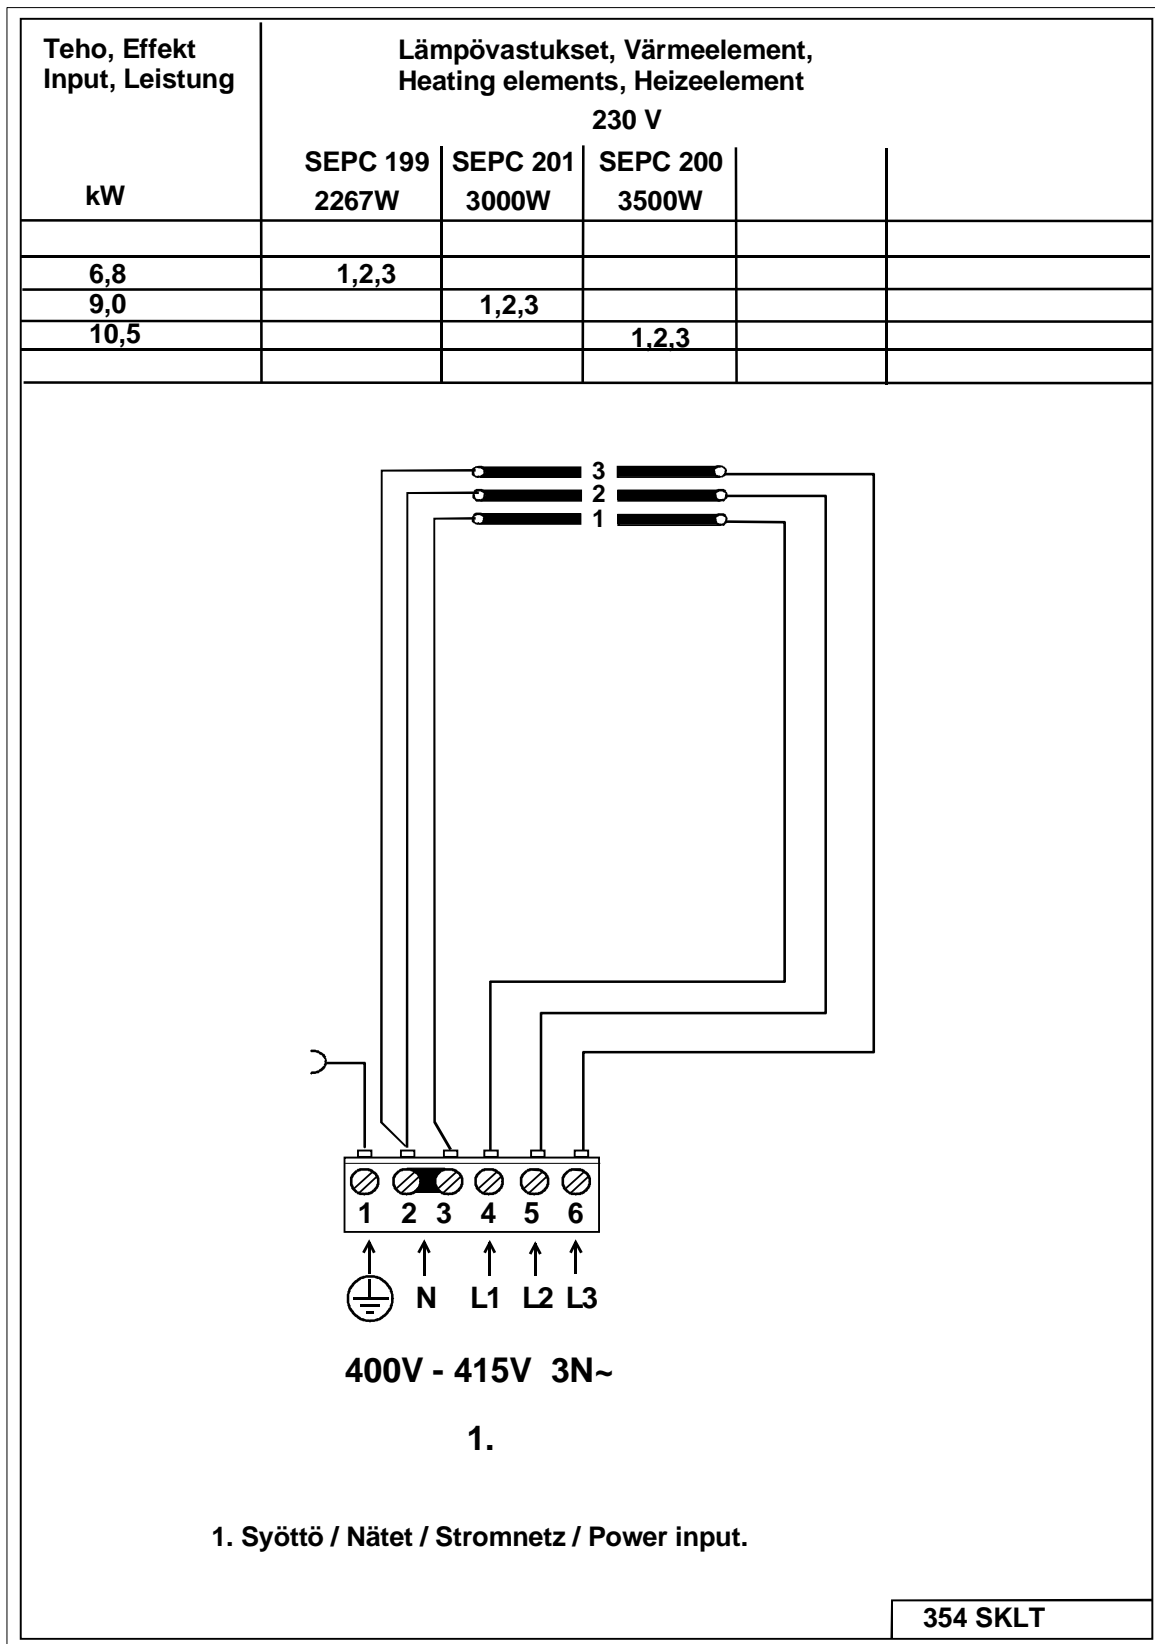 Teho, Effekt
Input, Leistung
Lämpövastukset, Värmeelement,
Heating elements, Heizeelement
230 V
SEPC 199 SEPC 201 SEPC 200
kW 2267W 3000W 3500W
6,8 1,2,3
9,0 1,2,3
10,5 1,2,3
3
2
1
1 2 3 4 5 6
N L1 L2 L3
400V - 415V 3N~
1.
1. Syöttö / Nätet / Stromnetz / Power input.
354 SKLT